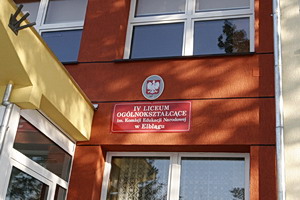 IV LICEUM
OGÓLNOKSZTAŁCĄCE
im. Komisji Edukacji Narodowej
w Elblągu